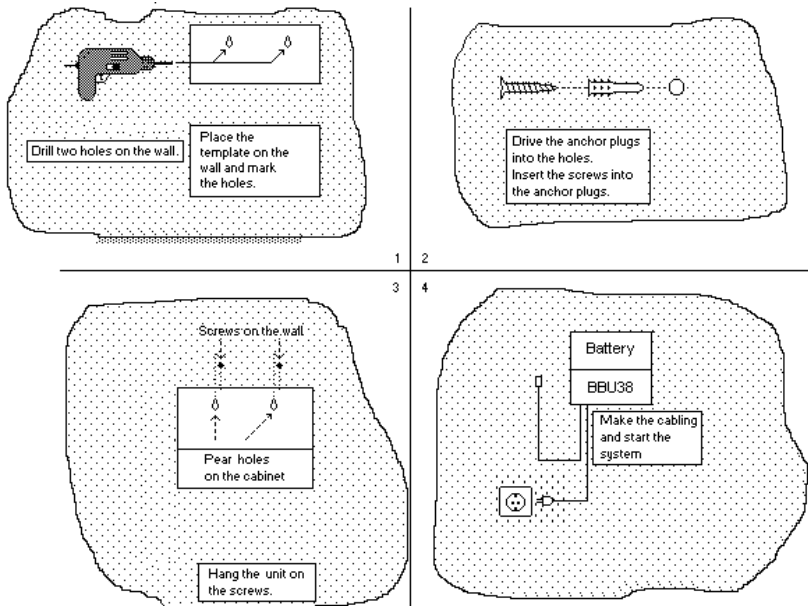 Drill two holes on the wall.
Place the
template on the
wall and mark
the holes.
1
2
Drive the anchor plugs
into the holes.
Insert the screws into
the anchor plugs.
3
Screws on the wall
Pear holes
on the cabinet
Hang the unit on
the screws.
4
Battery
BBU38
Make the cabling
and start the
system